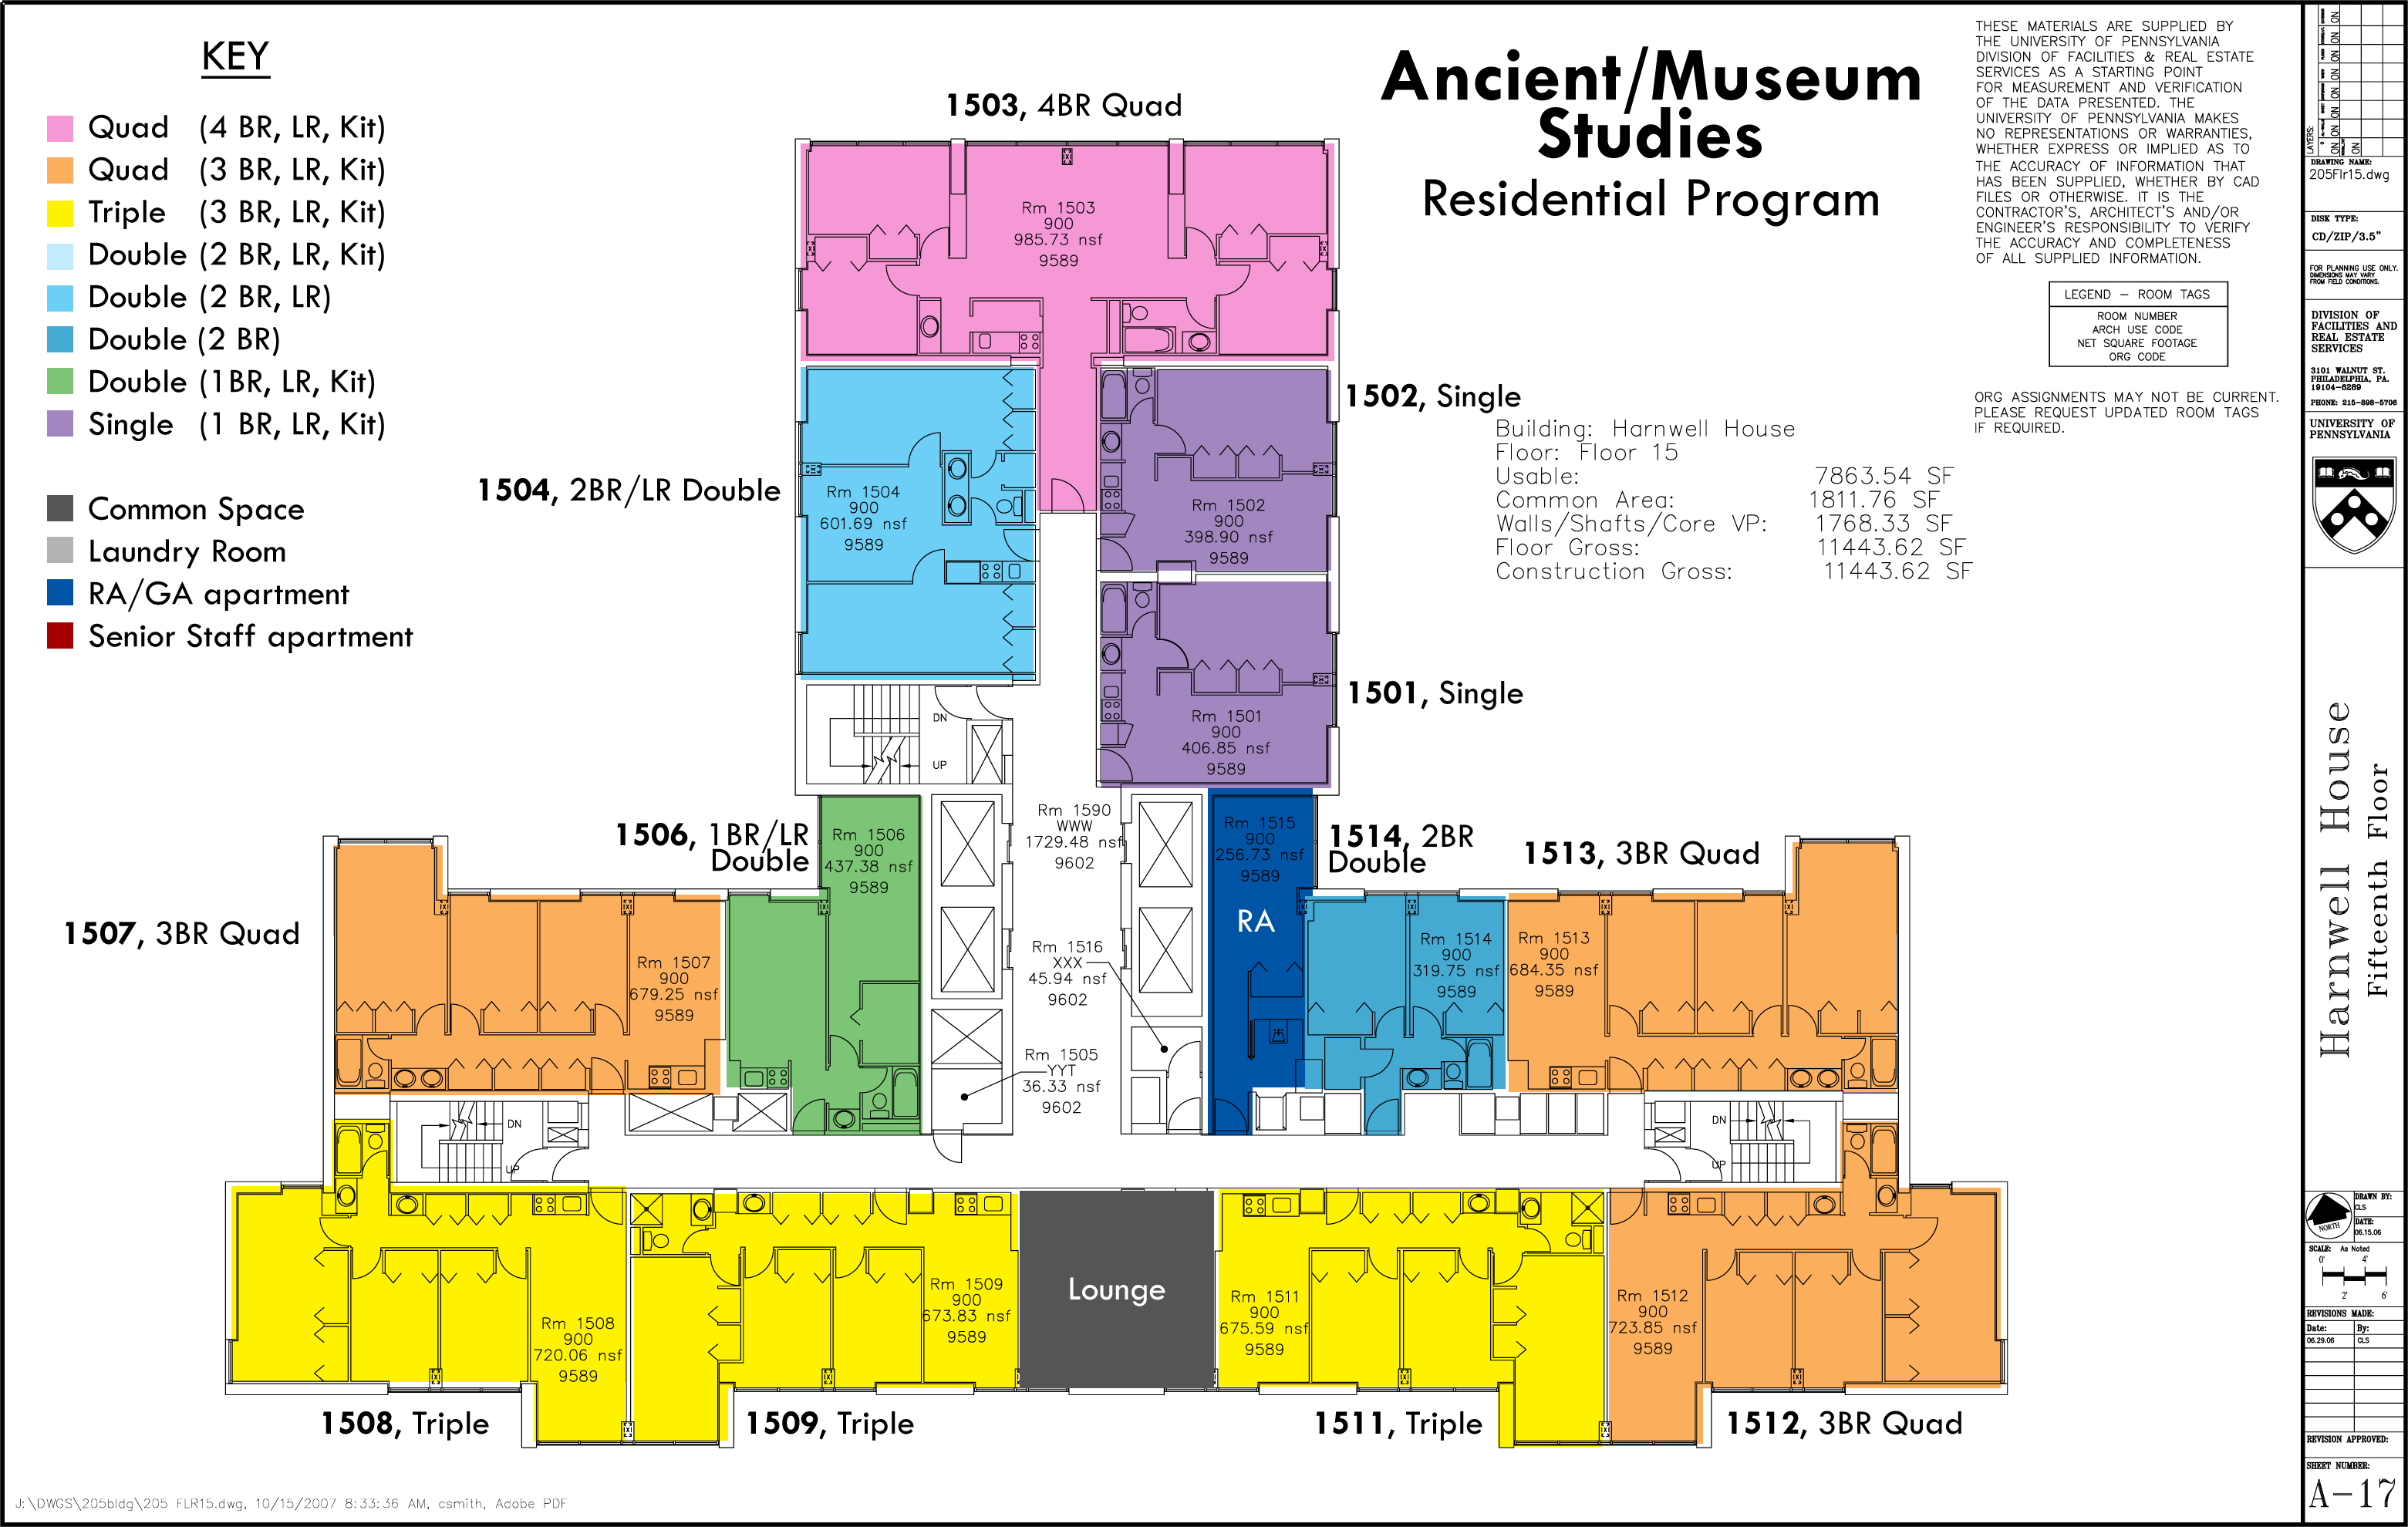 KEY
Quad (4 BR, LR, Kit)
Quad (3 BR, LR, Kit)
Triple (3 BR, LR, Kit)
Double (2 BR, LR, Kit)
Double (2 BR, LR)
Double (2 BR)
Double (1BR, LR, Kit)
Single (1 BR, LR, Kit)
Common Space
Laundry Room
RA/GA apartment
Senior Staff apartment
Ancient/Museum
Studies
Residential Program
THESE MATERIALS ARE SUPPLIED BY
THE UNIVERSITY OF PENNSYLVANIA
DIVISION OF FACILITIES & REAL ESTATE
SERVICES AS A STARTING POINT
FOR MEASUREMENT AND VERIFICATION
OF THE DATA PRESENTED. THE
UNIVERSITY OF PENNSYLVANIA MAKES
NO REPRESENTATIONS OR WARRANTIES,
WHETHER EXPRESS OR IMPLIED AS TO
THE ACCURACY OF INFORMATION THAT
HAS BEEN SUPPLIED, WHETHER BY CAD
FILES OR OTHERWISE. IT IS THE
CONTRACTOR'S, ARCHITECT'S AND/OR
ENGINEER'S RESPONSIBILITY TO VERIFY
THE ACCURACY AND COMPLETENESS
OF ALL SUPPLIED INFORMATION.
LEGEND – ROOM TAGS
ROOM NUMBER
ARCH USE CODE
NET SQUARE FOOTAGE
ORG CODE
ORG ASSIGNMENTS MAY NOT BE CURRENT.
PLEASE REQUEST UPDATED ROOM TAGS
IF REQUIRED.
1503, 4BR Quad
Rm 1503
900
985.73 nsf
9589
1502, Single
Building: Harnwell House
Floor: Floor 15
Usable: 7863.54 SF
Common Area: 1811.76 SF
Walls/Shafts/Core VP: 1768.33 SF
Floor Gross: 11443.62 SF
Construction Gross: 11443.62 SF
1504, 2BR/LR Double
Rm 1504
900
601.69 nsf
9589
Rm 1502
900
398.90 nsf
9589
1501, Single
Rm 1501
900
406.85 nsf
9589
DN
UP
1506, 1BR/LR
Double
Rm 1506
900
437.38 nsf
9589
Rm 1590
WWW
1729.48 nsf
9602
Rm 1515
900
256.73 nsf
9589
RA
1514, 2BR
Double
1513, 3BR Quad
1507, 3BR Quad
Rm 1507
900
679.25 nsf
9589
Rm 1516
XXX
45.94 nsf
9602
Rm 1514
900
319.75 nsf
9589
Rm 1513
900
684.35 nsf
9589
Rm 1505
YYT
36.33 nsf
9602
DN
UP
DN
UP
Rm 1508
900
720.06 nsf
9589
Rm 1509
900
673.83 nsf
9589
Lounge
Rm 1511
900
675.59 nsf
9589
Rm 1512
900
723.85 nsf
9589
1508, Triple
1509, Triple
1511, Triple
1512, 3BR Quad
J:\DWGS\205bldg\205 FLR15.dwg, 10/15/2007 8:33:36 AM, csmith, Adobe PDF
LAYERS:
ON ON ON ON ON ON
ON
ON
DRAWING NAME:
205Flr15.dwg
DISK TYPE:
CD/ZIP/3.5"
FOR PLANNING USE ONLY.
DIMENSIONS MAY VARY
FROM FIELD CONDITIONS.
DIVISION OF
FACILITIES AND
REAL ESTATE
SERVICES
3101 WALNUT ST.
PHILADELPHIA, PA.
19104-6289
PHONE: 215-898-5706
UNIVERSITY OF
PENNSYLVANIA
Harnwell House
Fifteenth Floor
NORTH
DRAWN BY:
CLS
DATE:
06.15.06
SCALE: As Noted
0' 4'
2' 6'
REVISIONS MADE:
Date: By:
06.29.06 CLS
REVISION APPROVED:
SHEET NUMBER:
A-17